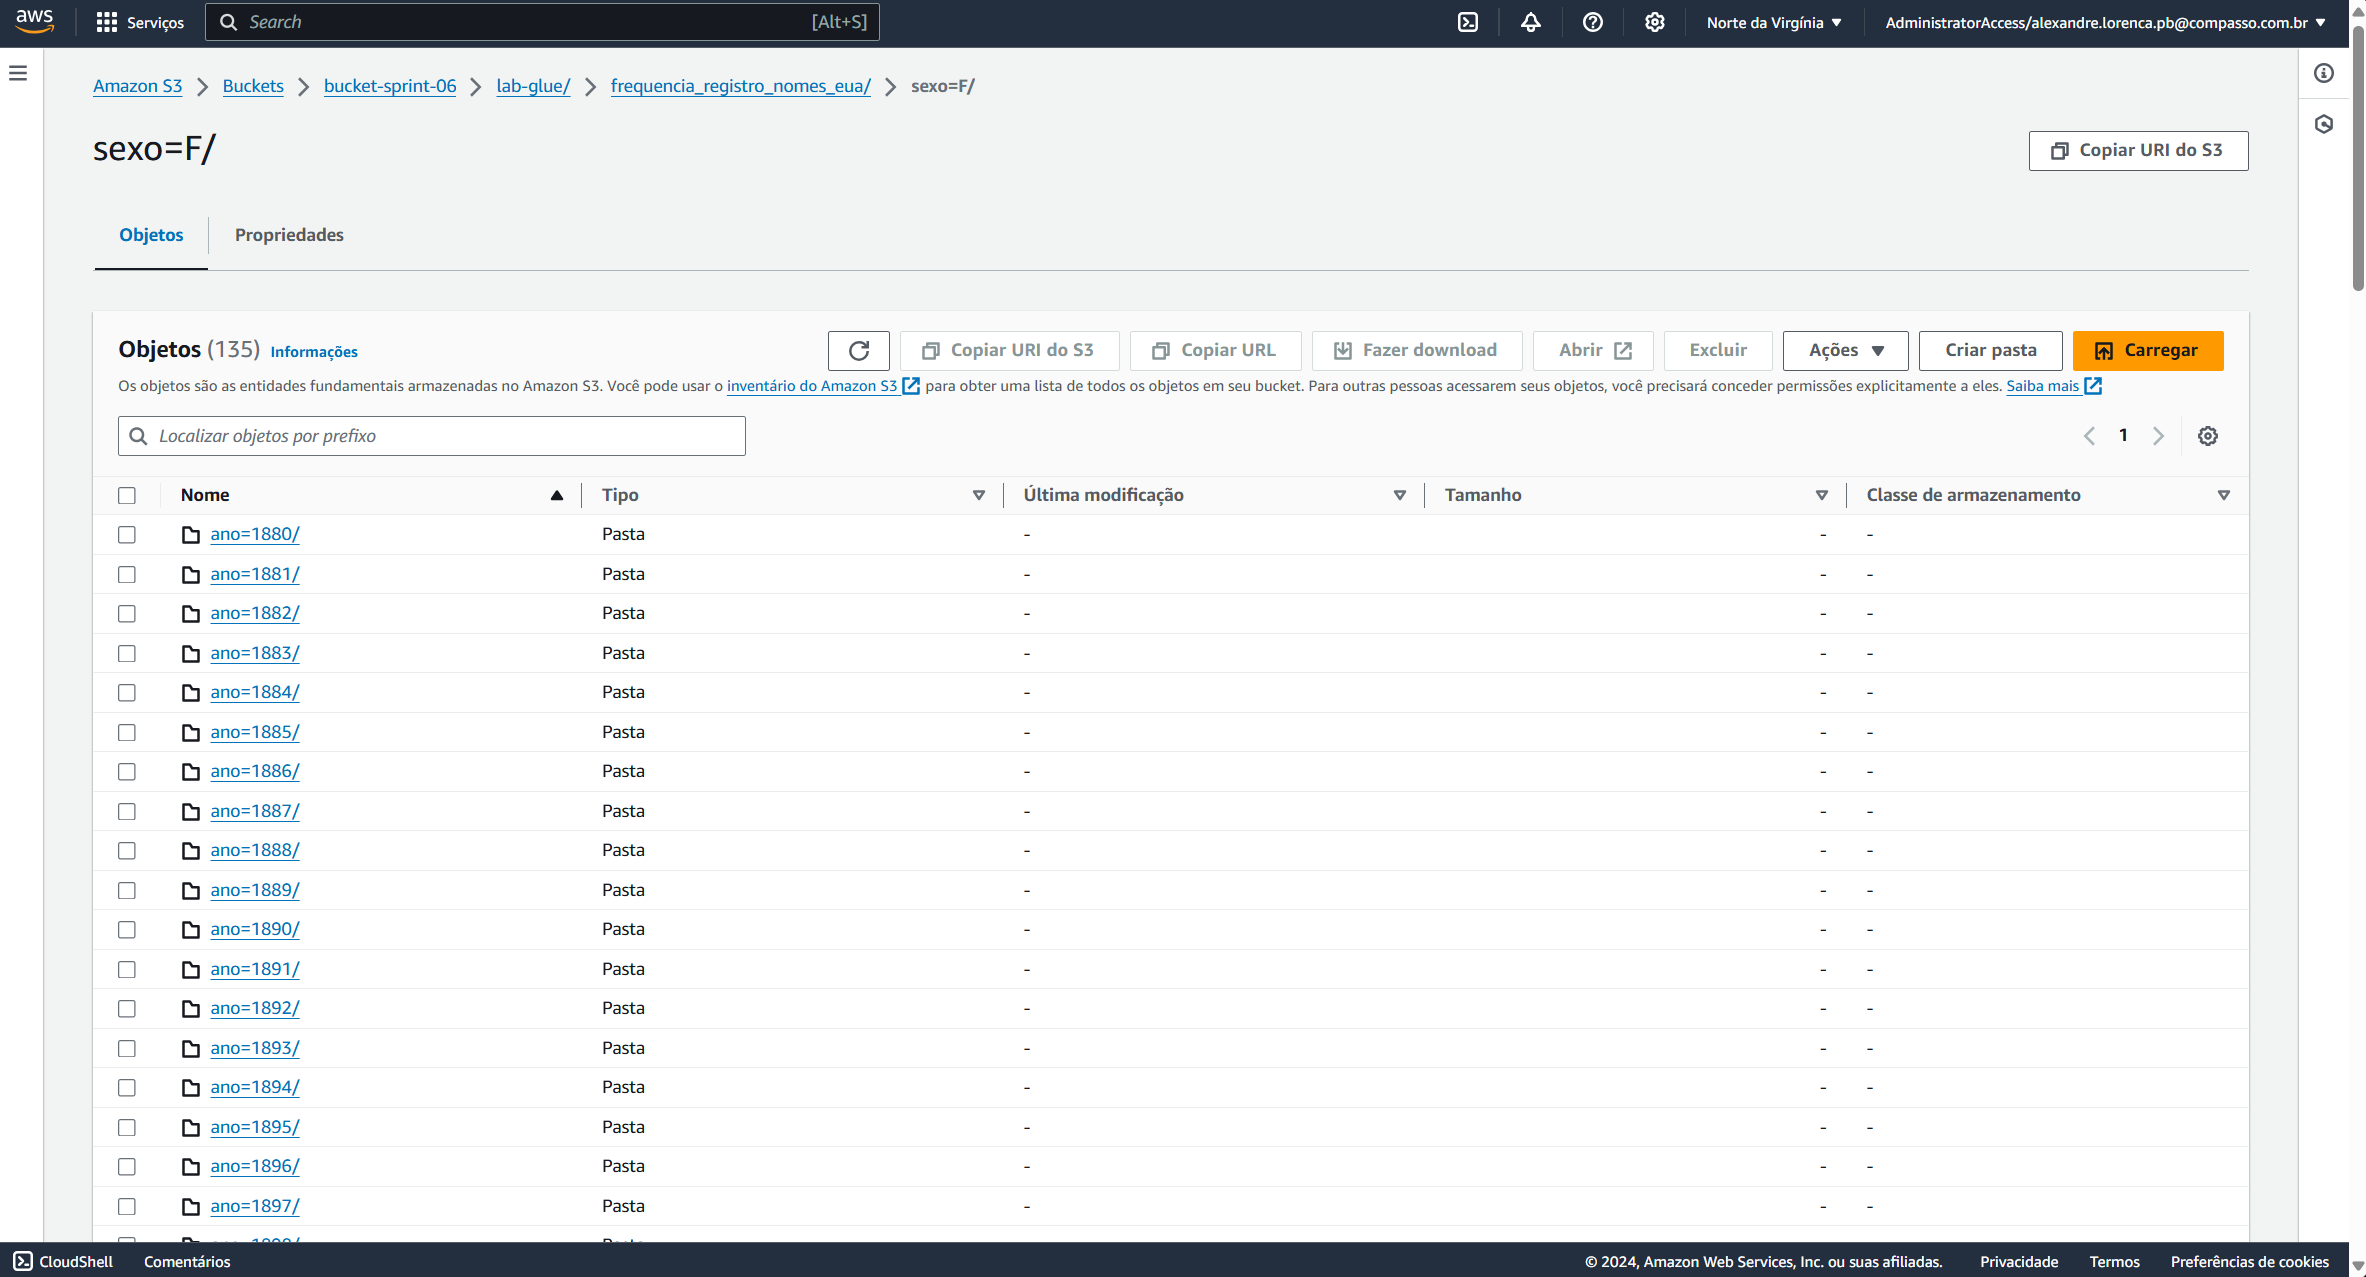 aws Serviços Search [Alt+S] Norte da Virgínia AdministratorAccess/alexandre.lorenca.pb@compasso.com.br
Amazon S3 Buckets bucket-sprint-06 lab-glue/ frequencia_registro_nomes_eua/ sexo=F/
sexo=F/
Copiar URI do S3
Objetos Propriedades
Objetos (135) Informações Copiar URI do S3 Copiar URL Fazer download Abrir Excluir Ações Criar pasta Carregar
Os objetos são as entidades fundamentais armazenadas no Amazon S3. Você pode usar o inventário do Amazon S3 para obter uma lista de todos os objetos em seu bucket. Para outras pessoas acessarem seus objetos, você precisará conceder permissões explicitamente a eles. Saiba mais
Localizar objetos por prefixo 1
Nome Tipo Última modificação Tamanho Classe de armazenamento
ano=1880/ Pasta - - -
ano=1881/ Pasta - - -
ano=1882/ Pasta - - -
ano=1883/ Pasta - - -
ano=1884/ Pasta - - -
ano=1885/ Pasta - - -
ano=1886/ Pasta - - -
ano=1887/ Pasta - - -
ano=1888/ Pasta - - -
ano=1889/ Pasta - - -
ano=1890/ Pasta - - -
ano=1891/ Pasta - - -
ano=1892/ Pasta - - -
ano=1893/ Pasta - - -
ano=1894/ Pasta - - -
ano=1895/ Pasta - - -
ano=1896/ Pasta - - -
ano=1897/ Pasta - - -
CloudShell Comentários © 2024, Amazon Web Services, Inc. ou suas afiliadas. Privacidade Termos Preferências de cookies